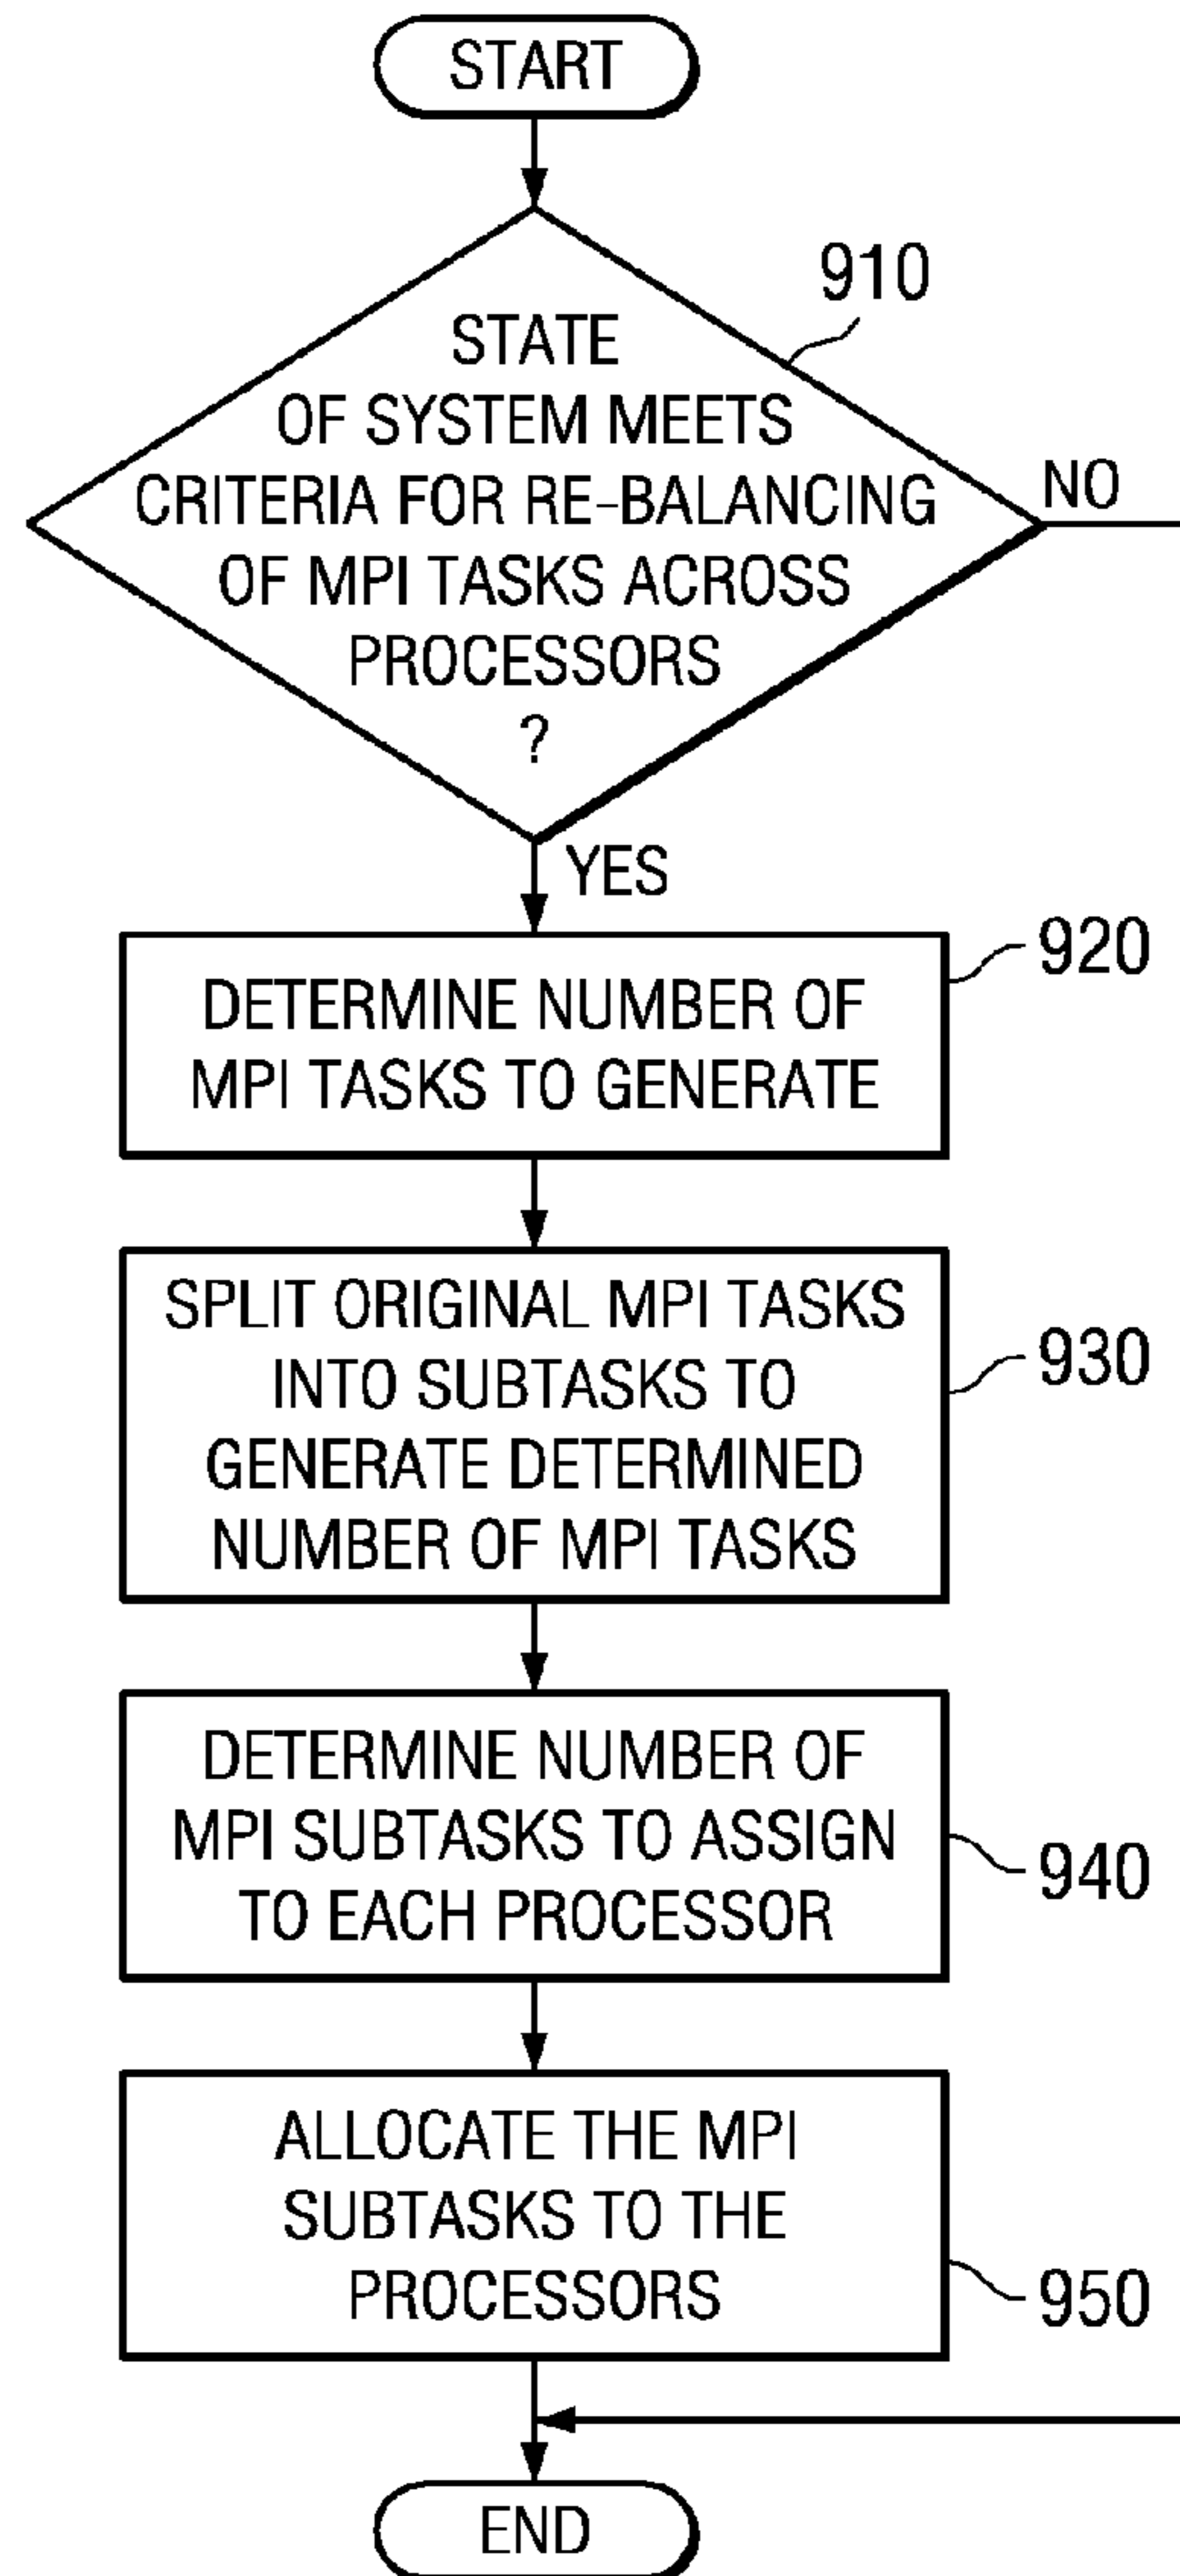 START
910
STATE
OF SYSTEM MEETS
CRITERIA FOR RE-BALANCING
OF MPI TASKS ACROSS
PROCESSORS
?
NO
YES
920
DETERMINE NUMBER OF
MPI TASKS TO GENERATE
SPLIT ORIGINAL MPI TASKS
INTO SUBTASKS TO
GENERATE DETERMINED
NUMBER OF MPI TASKS
930
DETERMINE NUMBER OF
MPI SUBTASKS TO ASSIGN
TO EACH PROCESSOR
940
ALLOCATE THE MPI
SUBTASKS TO THE
PROCESSORS
950
END